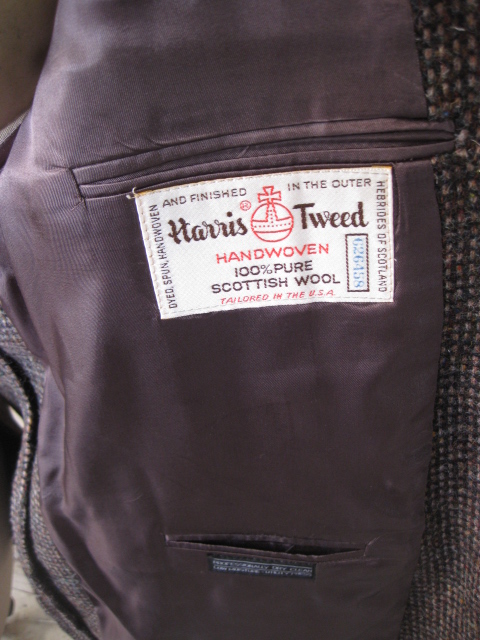 DYED, SPUN, HANDWOVEN
AND FINISHED
IN THE OUTER
HEBRIDES OF SCOTLAND
®
Harris Tweed
HANDWOVEN
100% PURE
SCOTTISH WOOL
TAILORED IN THE U.S.A.